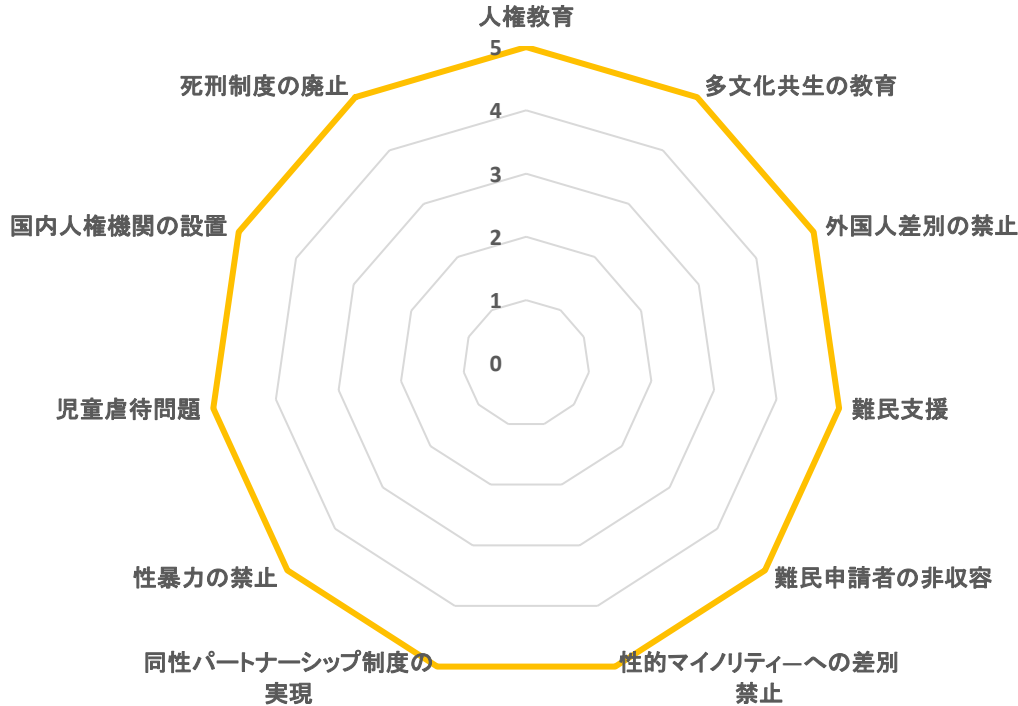 人権教育
5
死刑制度の廃止
多文化共生の教育
4
3
国内人権機関の設置
外国人差別の禁止
2
1
0
児童虐待問題
難民支援
性暴力の禁止
難民申請者の非収容
同性パートナーシップ制度の
実現
性的マイノリティーへの差別
禁止